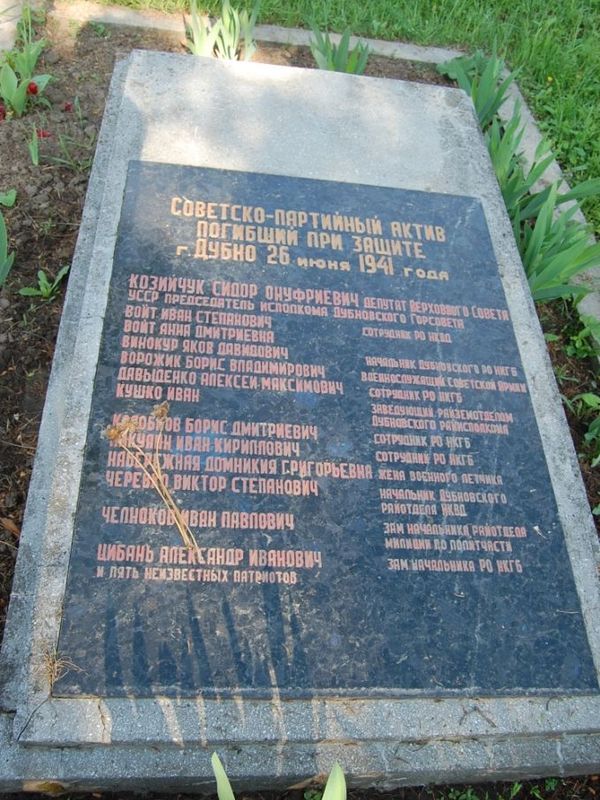 СОВЕТСКО-ПАРТИЙНЫЙ АКТИВ
ПОГИБШИЙ ПРИ ЗАЩИТЕ
г. ДУБНО 26 июня 1941 года
КОЗИЙЧУК СИДОР ОНУФРИЕВИЧ ДЕПУТАТ ВЕРХОВНОГО СОВЕТА
УССР ПРЕДСЕДАТЕЛЬ ИСПОЛКОМА ДУБНОВСКОГО ГОРСОВЕТА
ВОЙТ ИВАН СТЕПАНОВИЧ СОТРУДНИК РО НКВД
ВОЙТ АННА ДМИТРИЕВНА
ВИНОКУР ЯКОВ ДАВИДОВИЧ НАЧАЛЬНИК ДУБНОВСКОГО РО НКГБ
ВОРОЖИК БОРИС ВЛАДИМИРОВИЧ ВОЕННОСЛУЖАЩИЙ СОВЕТСКОЙ АРМИИ
ДАВЫДЕНКО АЛЕКСЕЙ МАКСИМОВИЧ СОТРУДНИК РО НКГБ
КУШКО ИВАН ЗАВЕДУЮЩИЙ РАЙЗЕМОТДЕЛОМ
ДУБНОВСКОГО РАЙИСПОЛКОМА
БОРИС ДМИТРИЕВИЧ СОТРУДНИК РО НКГБ
ИВАН КИРИЛЛОВИЧ СОТРУДНИК РО НКГБ
ДОМНИКИЯ ГРИГОРЬЕВНА ЖЕНА ВОЕННОГО ЛЕТЧИКА
ВИКТОР СТЕПАНОВИЧ НАЧАЛЬНИК ДУБНОВСКОГО
РАЙОТДЕЛА НКВД
ЧЕЛНОКОВ ИВАН ПАВЛОВИЧ ЗАМ НАЧАЛЬНИКА РАЙОТДЕЛА
МИЛИЦИИ ПО ПОЛИТЧАСТИ
ЦИБАНЬ АЛЕКСАНДР ИВАНОВИЧ ЗАМ НАЧАЛЬНИКА РО НКГБ
И ПЯТЬ НЕИЗВЕСТНЫХ ПАТРИОТОВ